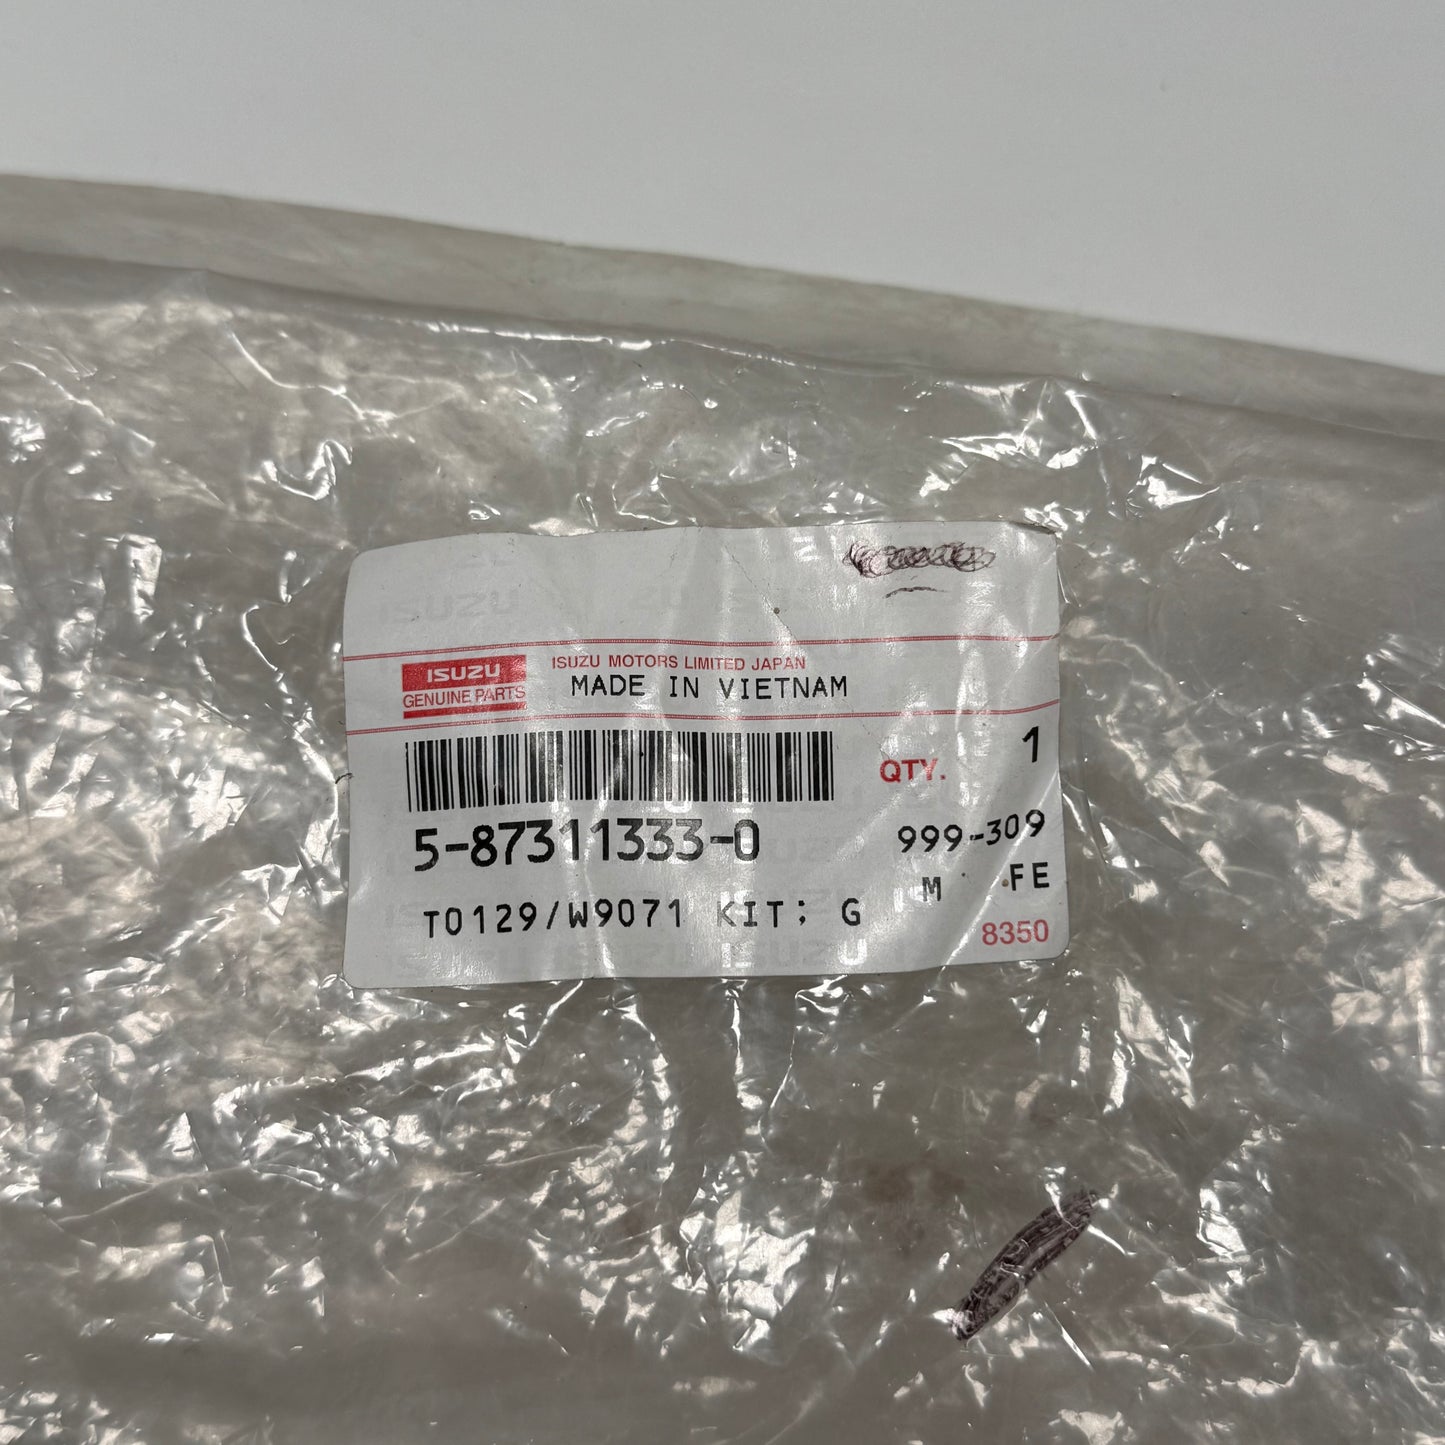 ISUZU
GENUINE PARTS
ISUZU MOTORS LIMITED JAPAN
MADE IN VIETNAM
QTY. 1
5-87311333-0
999-309
M FE
T0129/W9071 KIT; G
8350